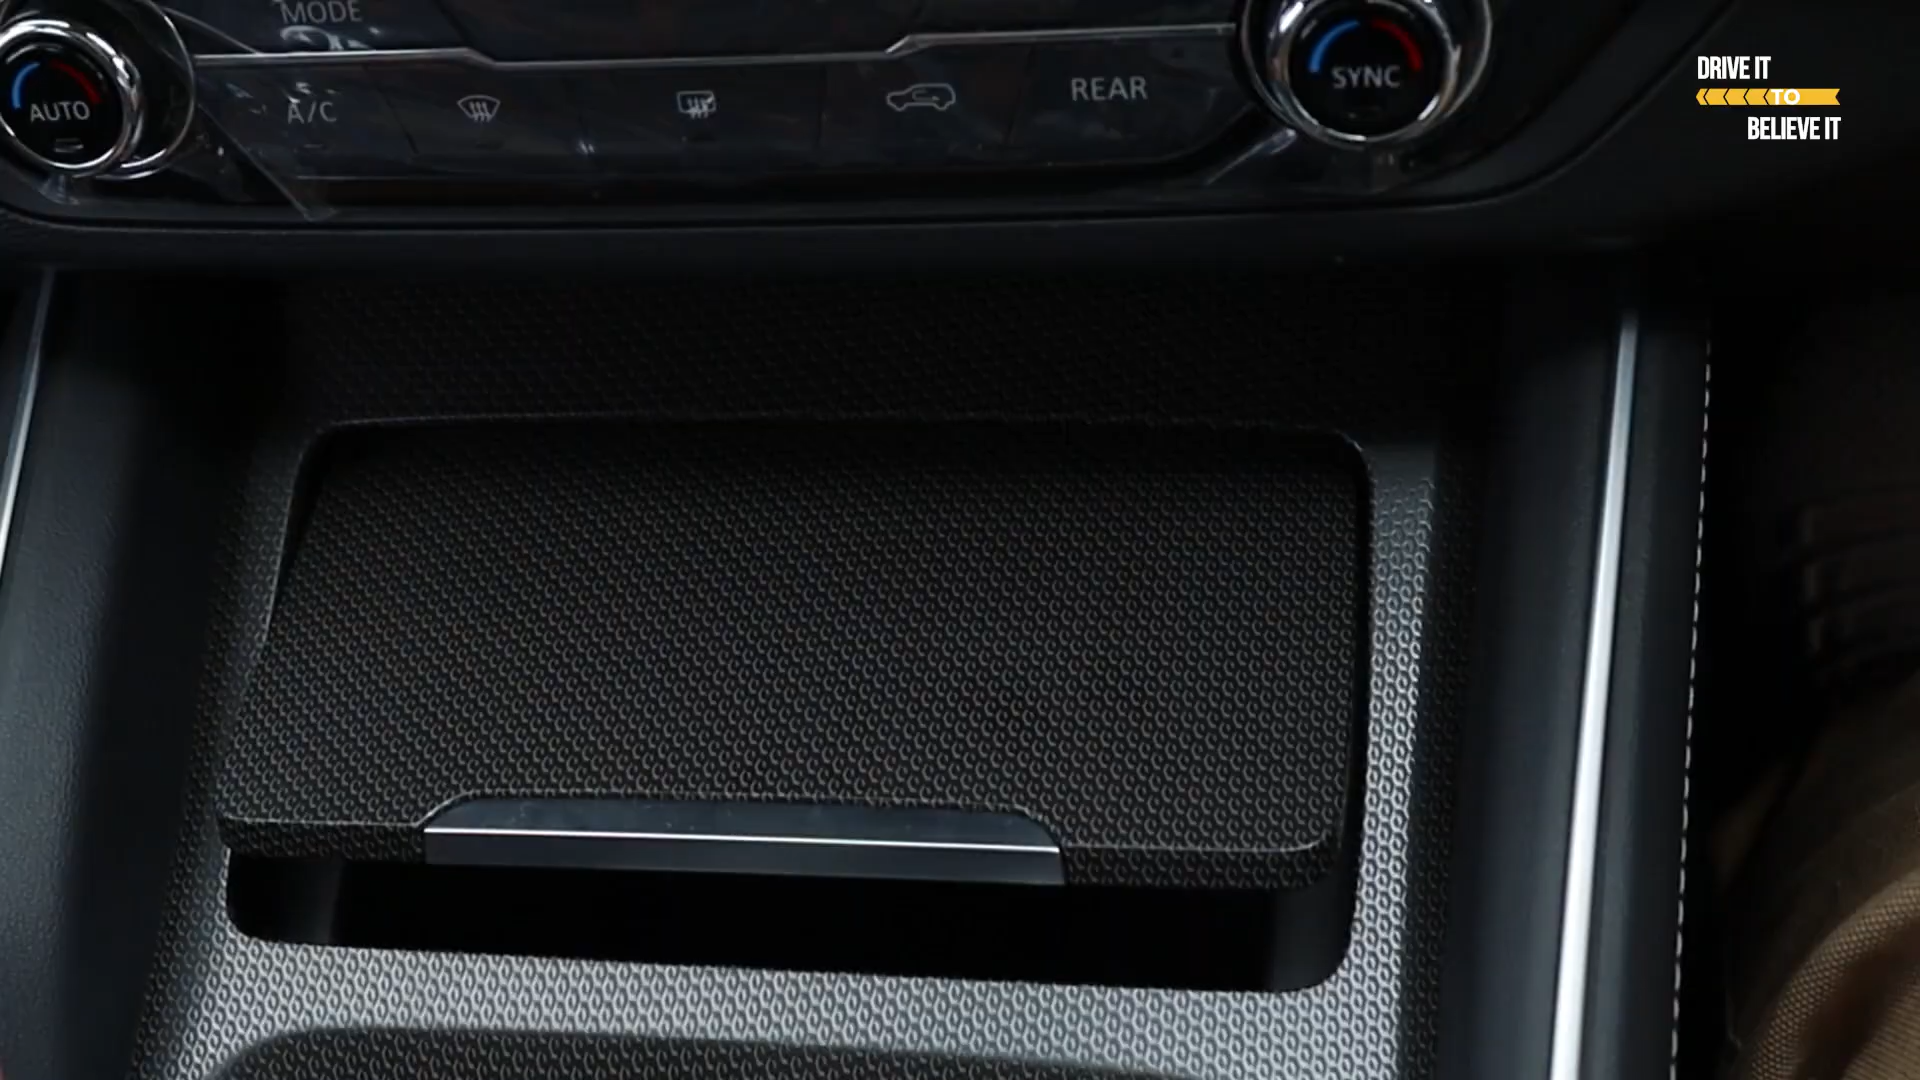 MODE
AUTO
A/C
REAR
SYNC
DRIVE IT
TO
BELIEVE IT